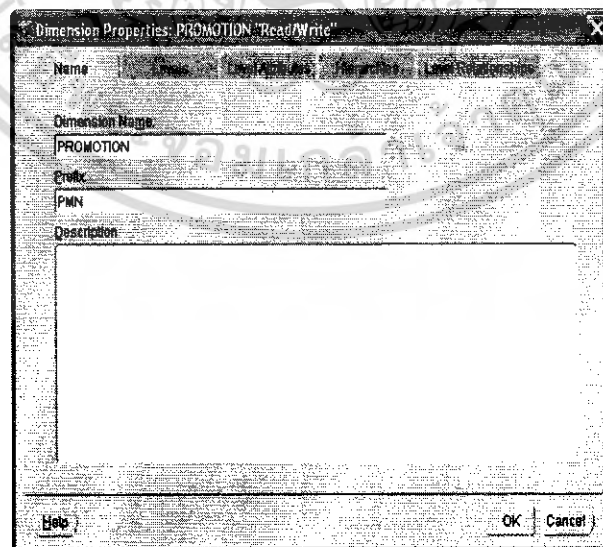 Dimension Properties: PROMOTION "Read/Write"
Name Level Attributes Hierarchies Level Relationships
Dimension Name:
PROMOTION
Prefix:
PMN
Description
Help OK Cancel